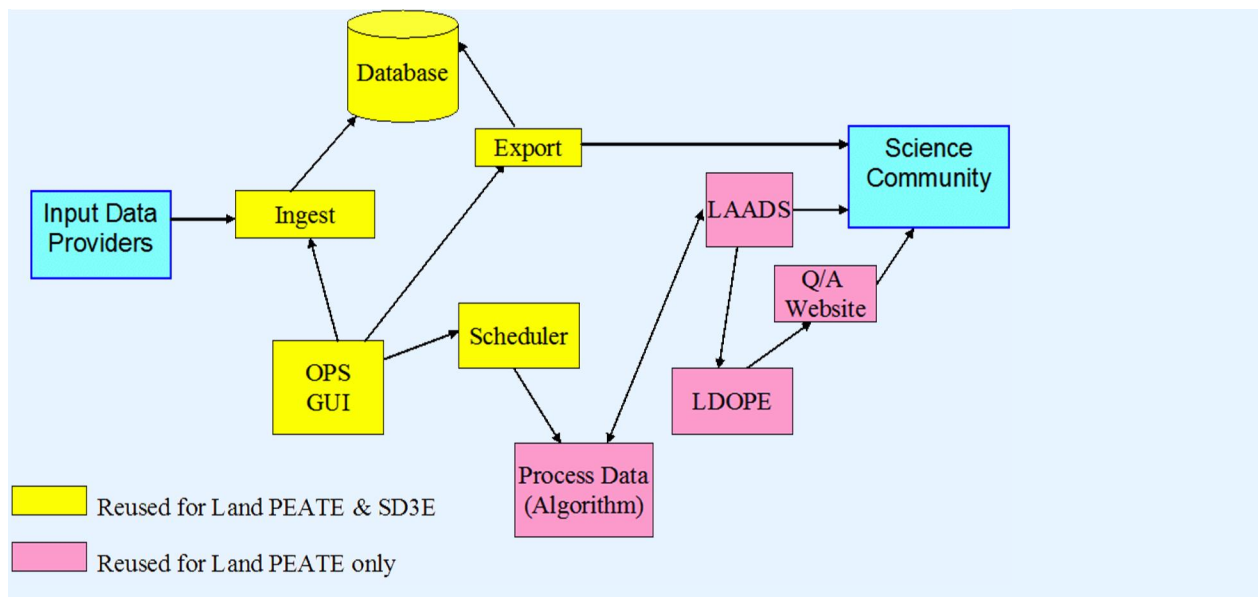 Database
Export
Science
Community
LAADS
Input Data
Providers
Ingest
Q/A
Website
Scheduler
OPS
GUI
LDOPE
Process Data
(Algorithm)
Reused for Land PEATE & SD3E
Reused for Land PEATE only